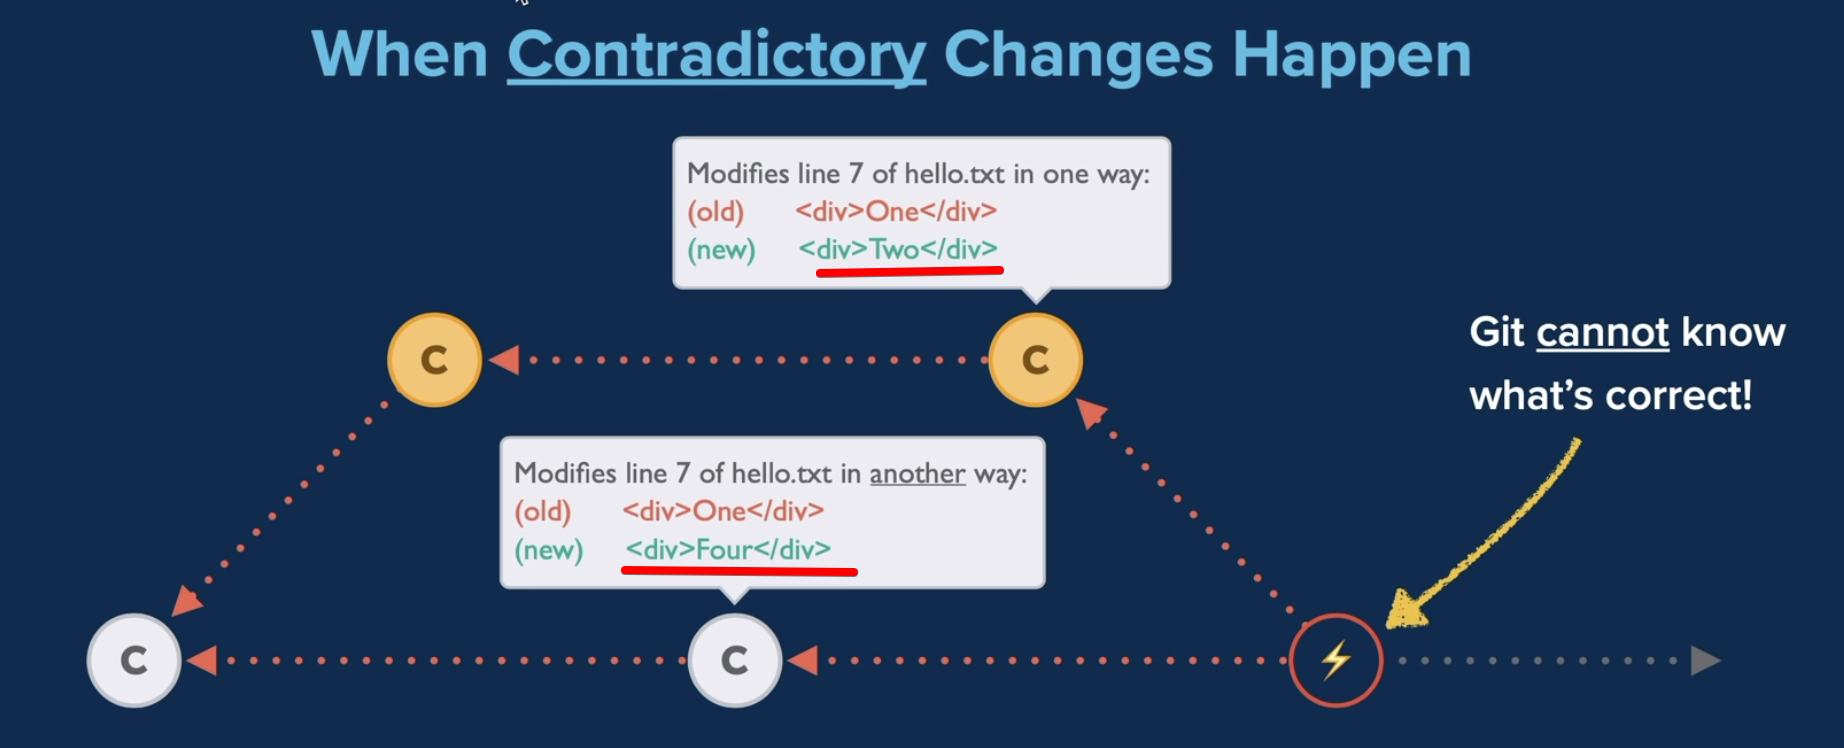 When Contradictory Changes Happen
Modifies line 7 of hello.txt in one way:
(old) <div>One</div>
(new) <div>Two</div>
Git cannot know
what's correct!
C
C
Modifies line 7 of hello.txt in another way:
(old) <div>One</div>
(new) <div>Four</div>
C
C